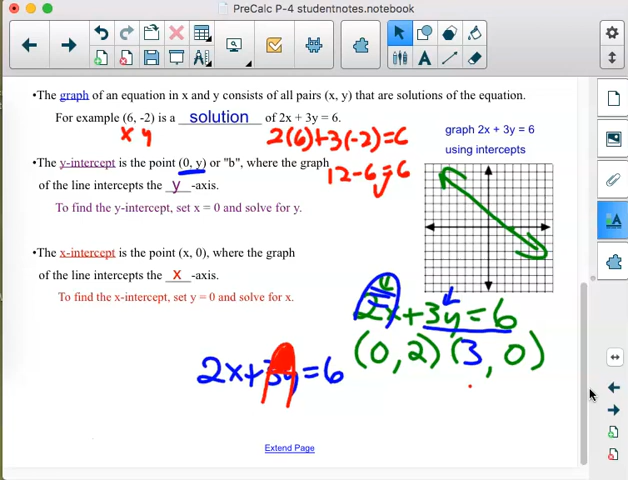 PreCalc P-4 studentnotes.notebook
•The graph of an equation in x and y consists of all pairs (x, y) that are solutions of the equation.
For example (6, -2) is a solution of 2x + 3y = 6.
x y
2(6)+3(-2)=6
12-6=6
•The y-intercept is the point (0, y) or "b", where the graph
of the line intercepts the y -axis.
To find the y-intercept, set x = 0 and solve for y.
•The x-intercept is the point (x, 0), where the graph
of the line intercepts the x -axis.
To find the x-intercept, set y = 0 and solve for x.
graph 2x + 3y = 6
using intercepts
2x+3y=6
(0, 2) (3, 0)
2x+3y=6
Extend Page